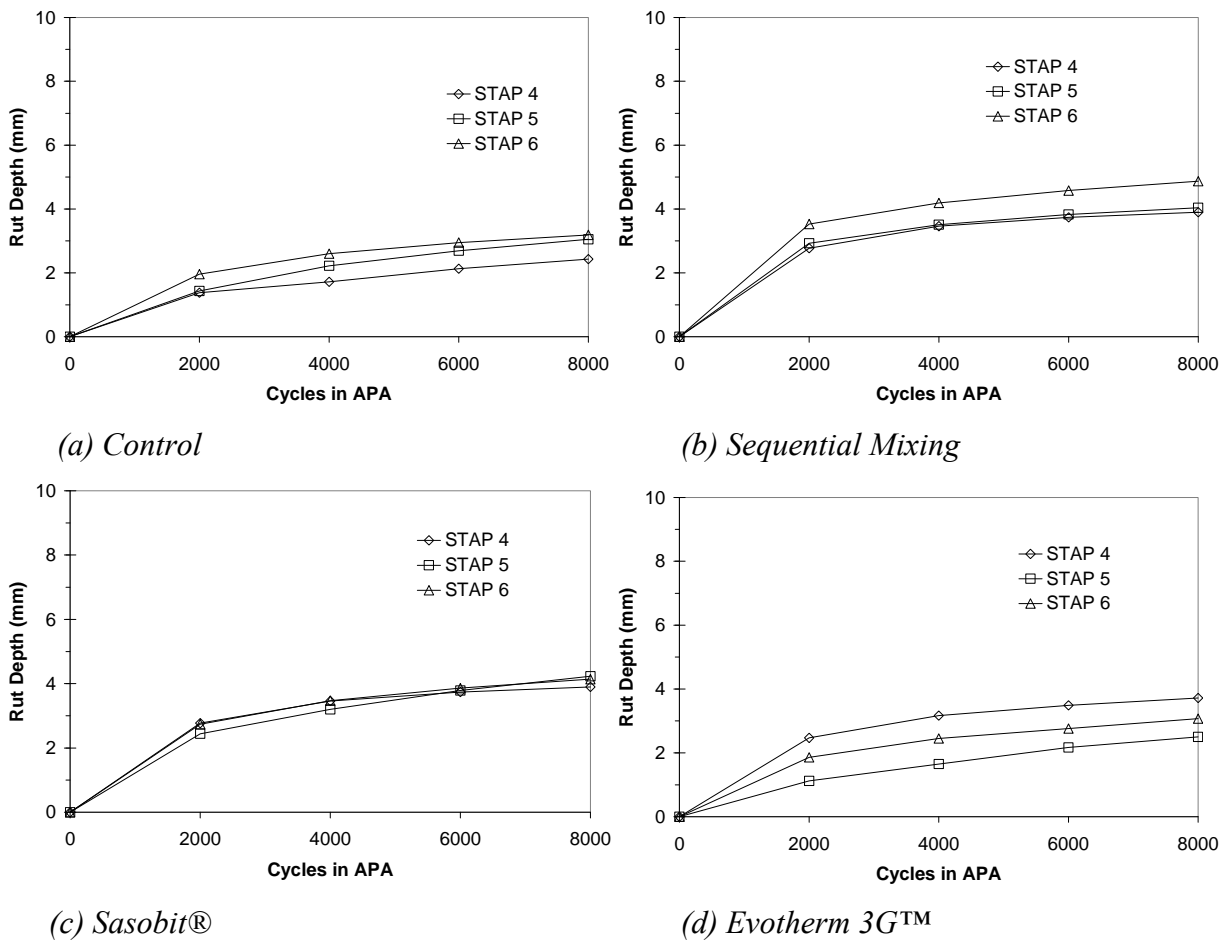 10
8
6
4
2
0
Rut Depth (mm)
STAP 4
STAP 5
STAP 6
0 2000 4000 6000 8000
Cycles in APA
(a) Control
10
8
6
4
2
0
Rut Depth (mm)
STAP 4
STAP 5
STAP 6
0 2000 4000 6000 8000
Cycles in APA
(b) Sequential Mixing
10
8
6
4
2
0
Rut Depth (mm)
STAP 4
STAP 5
STAP 6
0 2000 4000 6000 8000
Cycles in APA
(c) Sasobit®
10
8
6
4
2
0
Rut Depth (mm)
STAP 4
STAP 5
STAP 6
0 2000 4000 6000 8000
Cycles in APA
(d) Evotherm 3G™